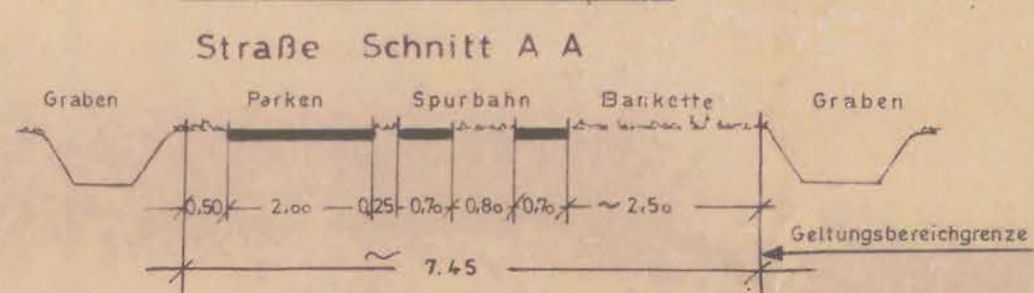 Straße Schnitt A A
Graben Parken Spurbahn Bankette Graben
0,50 2,00 0,25 0,70 0,80 0,70 ~ 2,50
Geltungsbereichgrenze
~ 7.45